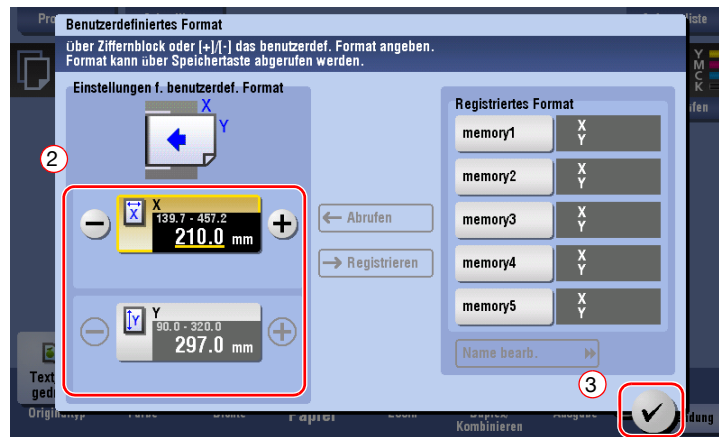 Benutzerdefiniertes Format
über Ziffernblock oder [+]/[-] das benutzerdef. Format angeben.
Format kann über Speichertaste abgerufen werden.
Einstellungen f. benutzerdef. Format
X
Y
2
X
X
139.7 - 457.2
210.0 mm
Y
Y
90.0 - 320.0
297.0 mm
Abrufen
Registrieren
Registriertes Format
memory1
X
Y
memory2
X
Y
memory3
X
Y
memory4
X
Y
memory5
X
Y
Name bearb.
3
Y
M
C
K
Text
Papier
Kombinieren